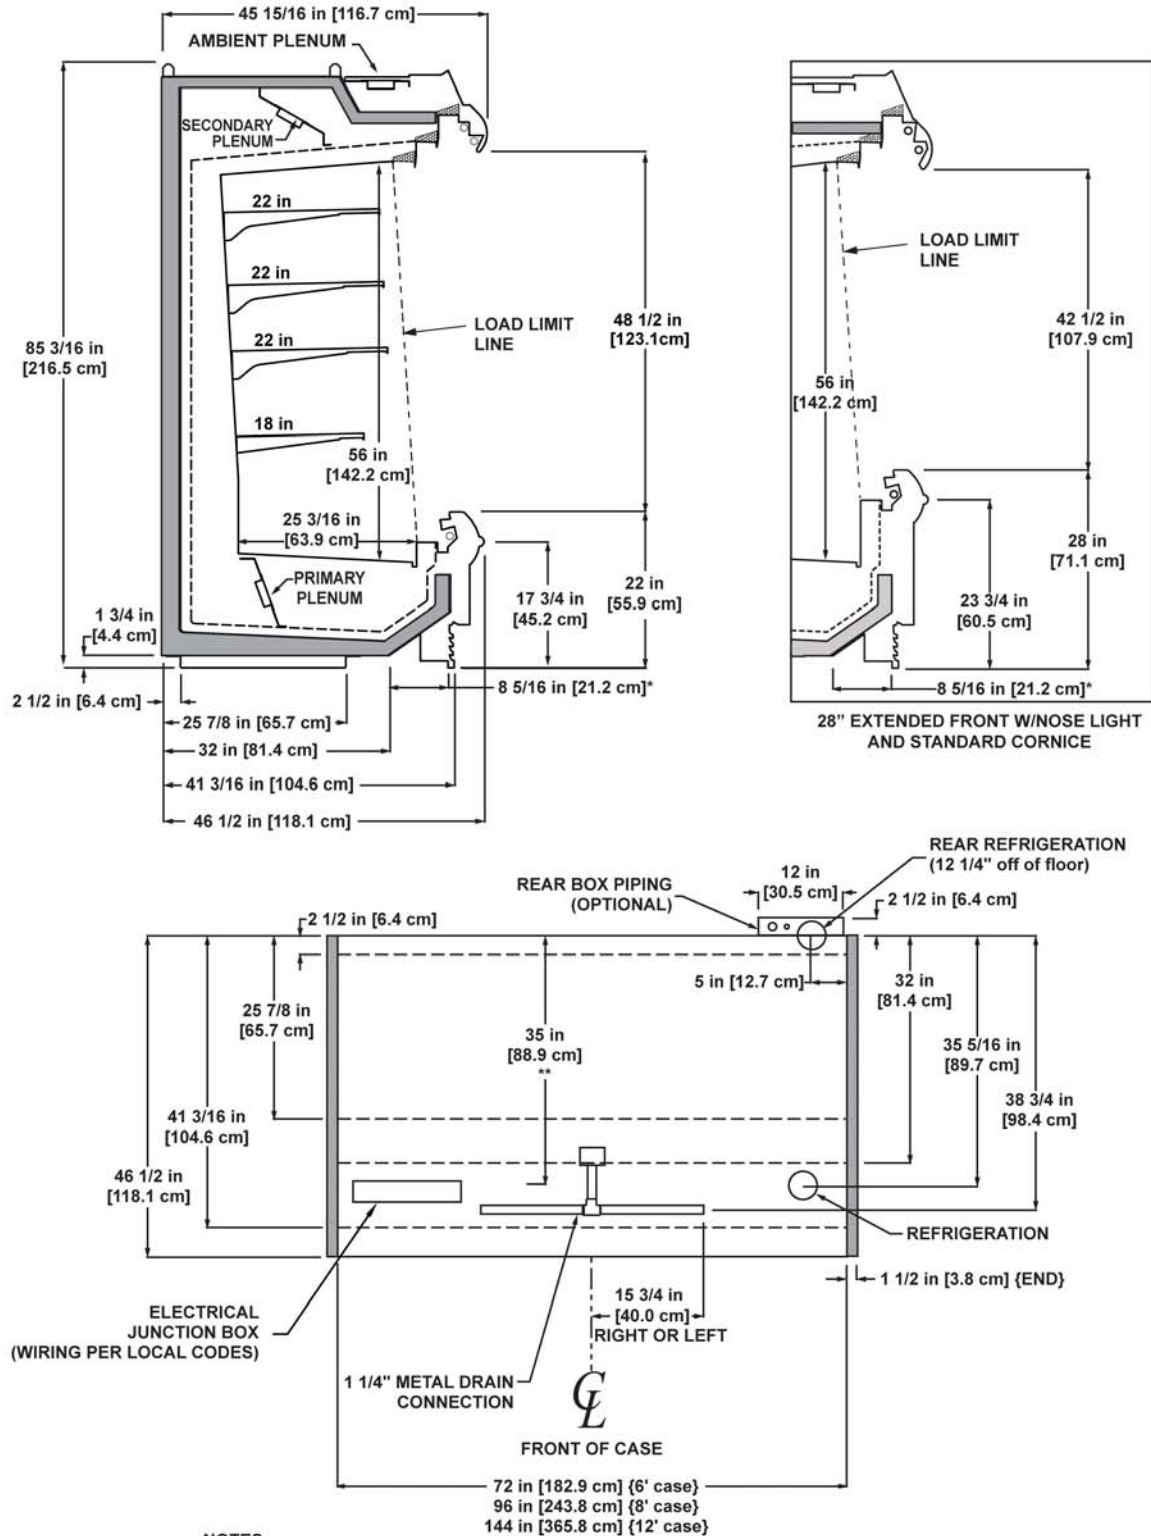 45 15/16 in [116.7 cm]
AMBIENT PLENUM
SECONDARY
PLENUM
22 in
22 in
22 in
18 in
LOAD LIMIT
LINE
48 1/2 in
[123.1cm]
85 3/16 in
[216.5 cm]
56 in
[142.2 cm]
25 3/16 in
[63.9 cm]
PRIMARY
PLENUM
1 3/4 in
[4.4 cm]
17 3/4 in
[45.2 cm]
22 in
[55.9 cm]
2 1/2 in [6.4 cm]
8 5/16 in [21.2 cm]*
25 7/8 in [65.7 cm]
32 in [81.4 cm]
41 3/16 in [104.6 cm]
46 1/2 in [118.1 cm]
LOAD LIMIT
LINE
42 1/2 in
[107.9 cm]
56 in
[142.2 cm]
28 in
[71.1 cm]
23 3/4 in
[60.5 cm]
8 5/16 in [21.2 cm]*
28” EXTENDED FRONT W/NOSE LIGHT
AND STANDARD CORNICE
REAR REFRIGERATION
(12 1/4" off of floor)
12 in
[30.5 cm]
REAR BOX PIPING
(OPTIONAL)
2 1/2 in [6.4 cm]
2 1/2 in [6.4 cm]
5 in [12.7 cm]
32 in
[81.4 cm]
25 7/8 in
[65.7 cm]
35 in
[88.9 cm]
**
35 5/16 in
[89.7 cm]
38 3/4 in
[98.4 cm]
41 3/16 in
[104.6 cm]
46 1/2 in
[118.1 cm]
REFRIGERATION
1 1/2 in [3.8 cm] {END}
15 3/4 in
[40.0 cm]
RIGHT OR LEFT
ELECTRICAL
JUNCTION BOX
(WIRING PER LOCAL CODES)
1 1/4" METAL DRAIN
CONNECTION
CL
FRONT OF CASE
72 in [182.9 cm] {6' case}
96 in [243.8 cm] {8' case}
144 in [365.8 cm] {12' case}